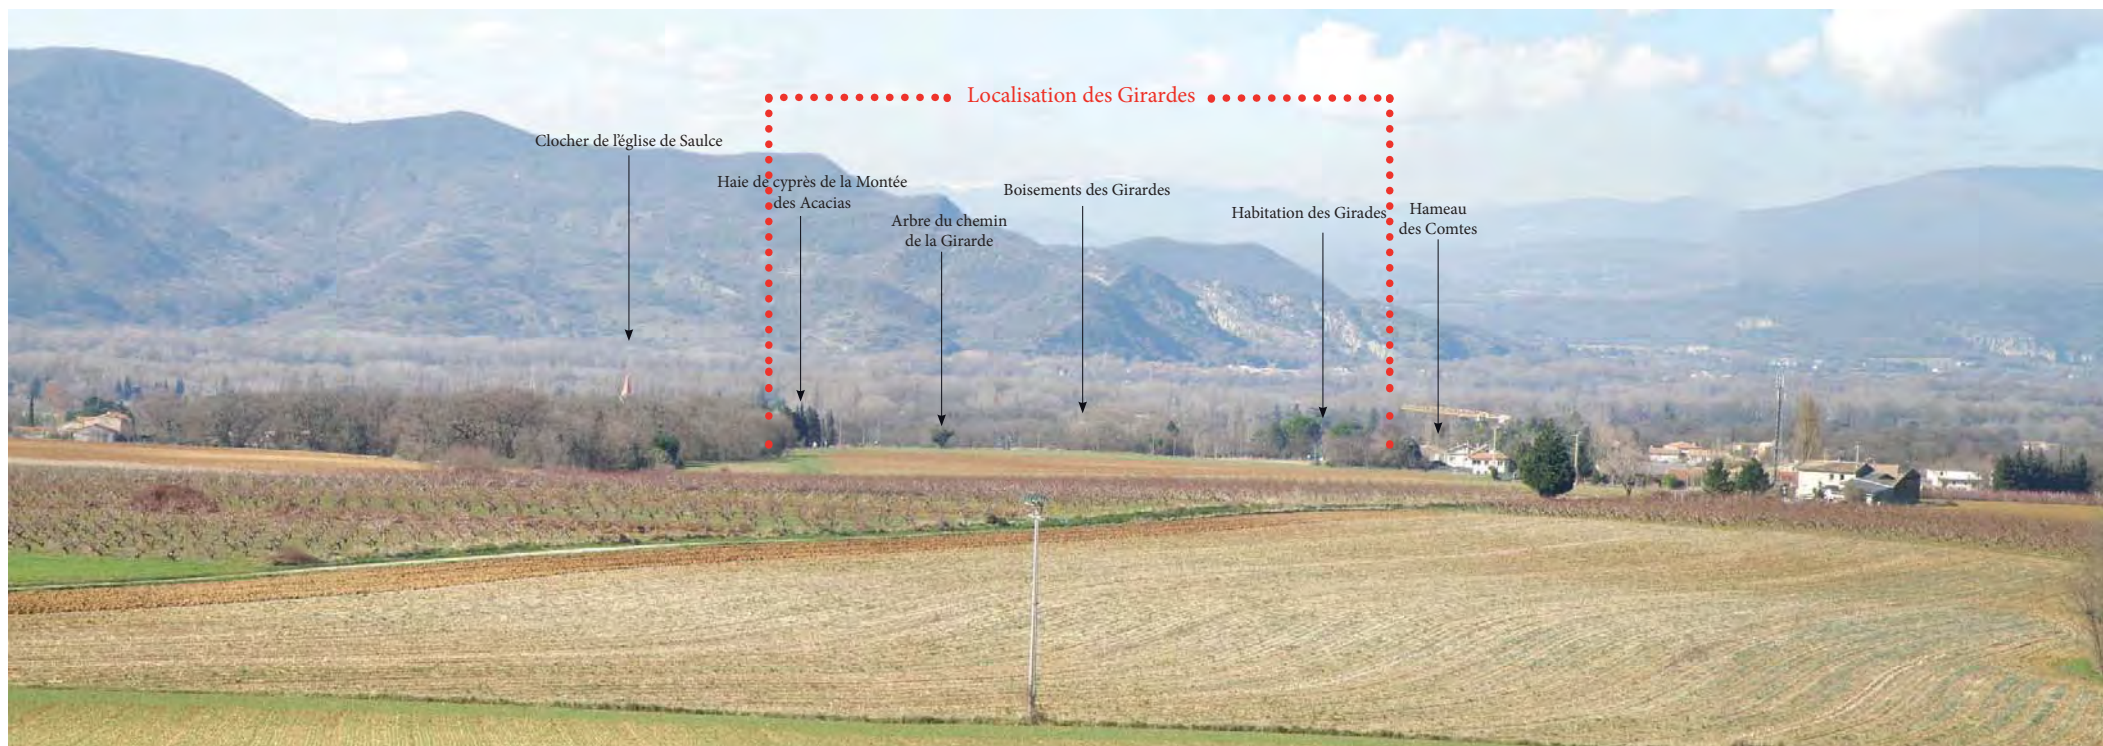 Localisation des Girardes
Clocher de l'église de Saulce
Haie de cyprès de la Montée
des Acacias
Arbre du chemin
de la Girarde
Boisements des Girardes
Habitation des Girades
Hameau
des Comtes